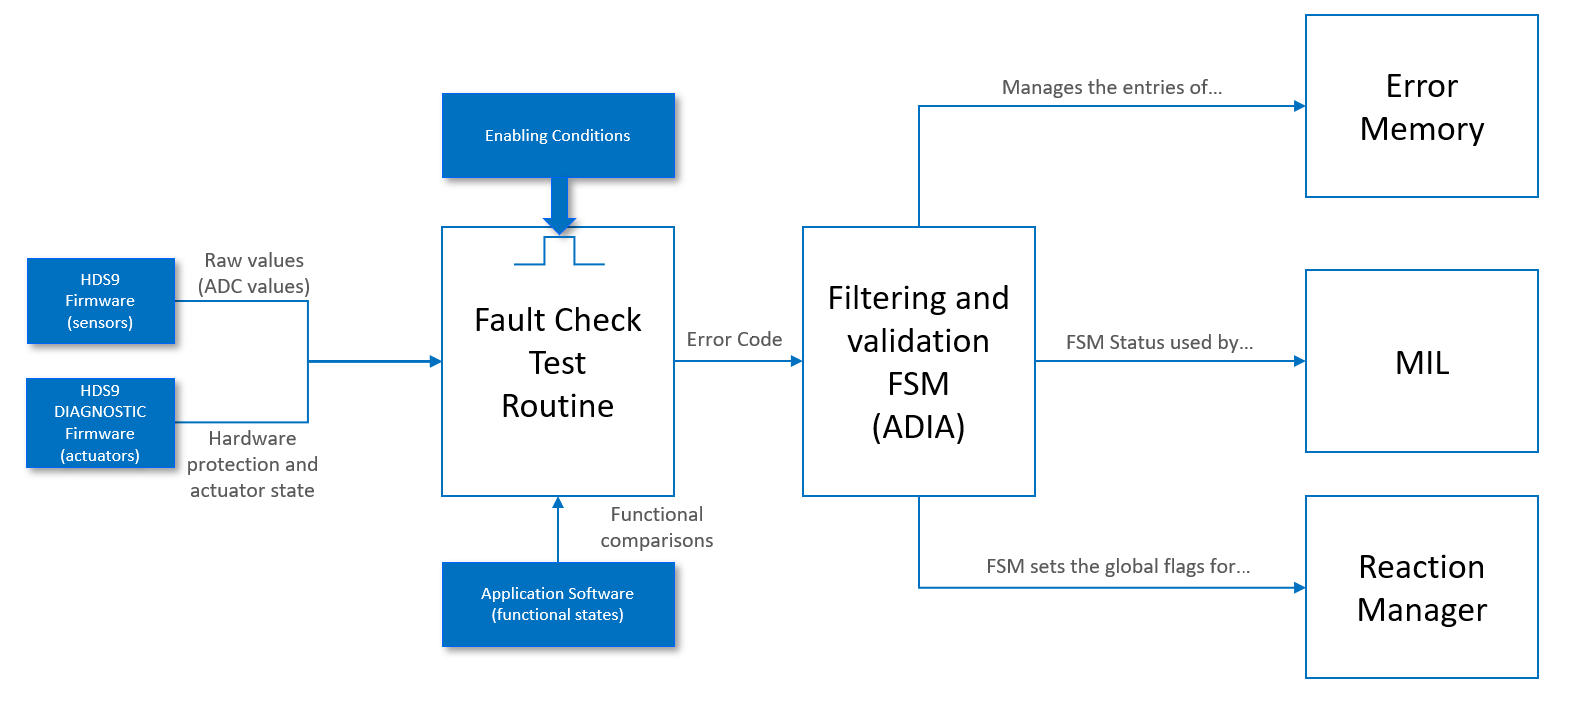 Enabling Conditions
HDS9
Firmware
(sensors)
Raw values
(ADC values)
HDS9
DIAGNOSTIC
Firmware
(actuators)
Hardware
protection and
actuator state
Fault Check
Test
Routine
Functional
comparisons
Application Software
(functional states)
Error Code
Filtering and
validation
FSM
(ADIA)
Manages the entries of...
Error
Memory
FSM Status used by...
MIL
FSM sets the global flags for...
Reaction
Manager